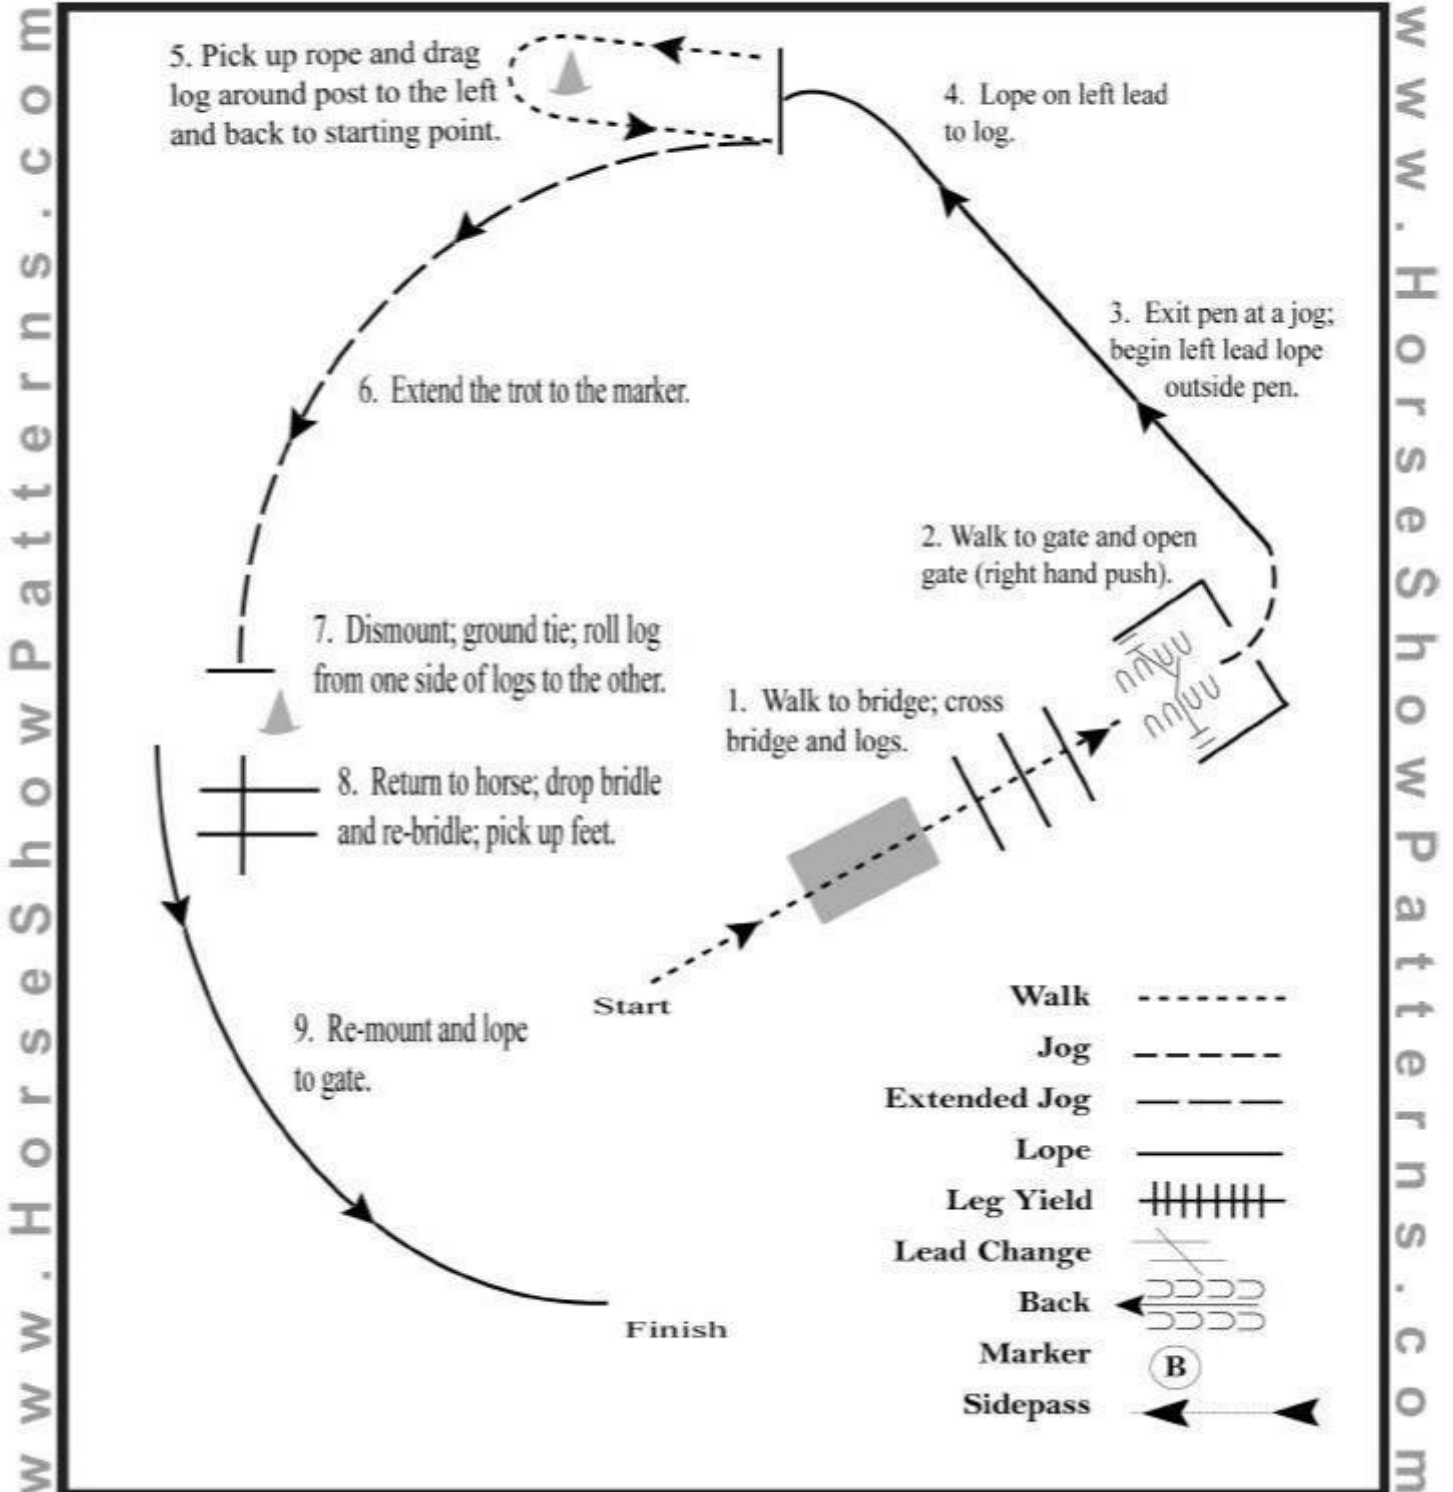 www.HorseShowPatterns.com
5. Pick up rope and drag
log around post to the left
and back to starting point.
4. Lope on left lead
to log.
3. Exit pen at a jog;
begin left lead lope
outside pen.
6. Extend the trot to the marker.
2. Walk to gate and open
gate (right hand push).
7. Dismount; ground tie; roll log
from one side of logs to the other.
1. Walk to bridge; cross
bridge and logs.
8. Return to horse; drop bridle
and re-bridle; pick up feet.
Start
9. Re-mount and lope
to gate.
Finish
Walk
Jog
Extended Jog
Lope
Leg Yield
Lead Change
Back
Marker B
Sidepass
www.HorseShowPatterns.com